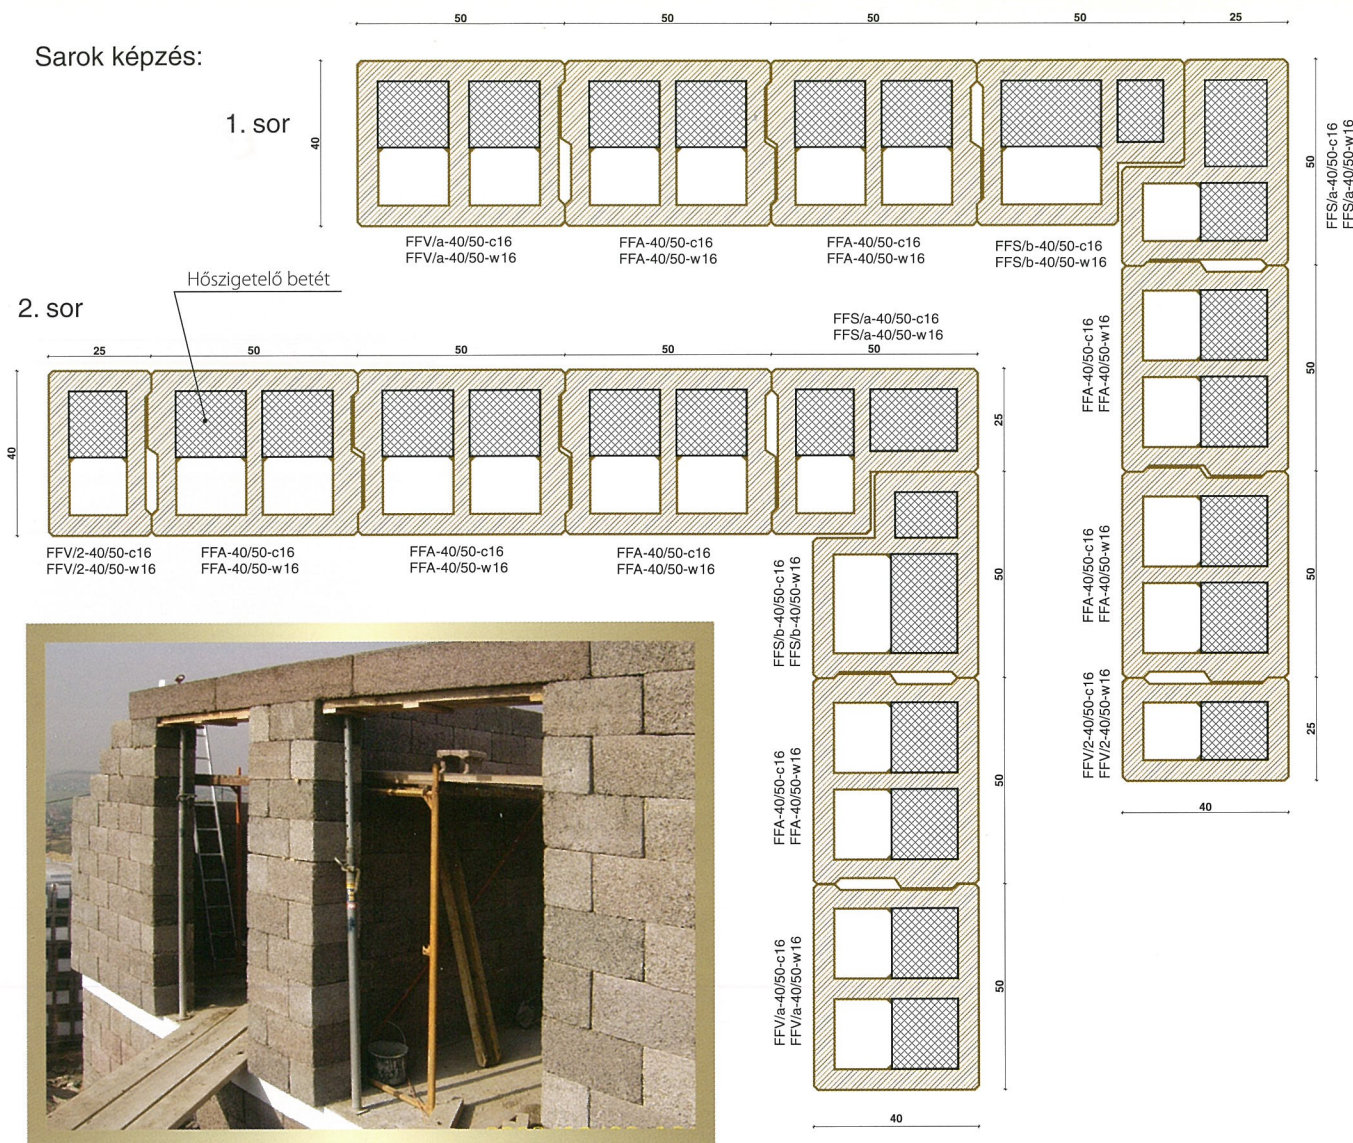 Sarok képzés:
50 50 50 50 25
1. sor
40
FFV/a-40/50-c16
FFV/a-40/50-w16
FFA-40/50-c16
FFA-40/50-w16
FFA-40/50-c16
FFA-40/50-w16
FFS/b-40/50-c16
FFS/b-40/50-w16
50
FFS/a-40/50-c16
FFS/a-40/50-w16
FFA-40/50-c16
FFA-40/50-w16
50
FFA-40/50-c16
FFA-40/50-w16
50
FFV/2-40/50-c16
FFV/2-40/50-w16
25
40
Hőszigetelő betét
2. sor
FFS/a-40/50-c16
FFS/a-40/50-w16
25 50 50 50 50
40
25
FFV/2-40/50-c16
FFV/2-40/50-w16
FFA-40/50-c16
FFA-40/50-w16
FFA-40/50-c16
FFA-40/50-w16
FFA-40/50-c16
FFA-40/50-w16
FFS/b-40/50-c16
FFS/b-40/50-w16
50
FFA-40/50-c16
FFA-40/50-w16
50
FFV/a-40/50-c16
FFV/a-40/50-w16
50
40